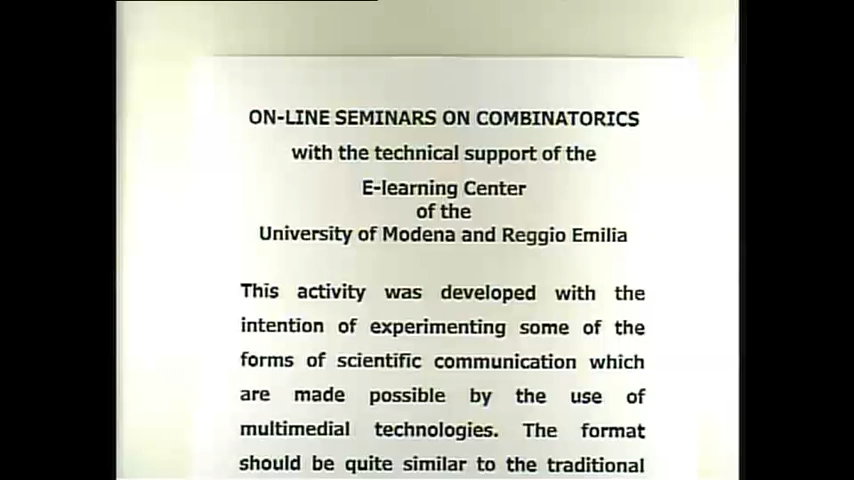 ON-LINE SEMINARS ON COMBINATORICS
with the technical support of the
E-learning Center
of the
University of Modena and Reggio Emilia
This activity was developed with the
intention of experimenting some of the
forms of scientific communication which
are made possible by the use of
multimedial technologies. The format
should be quite similar to the traditional